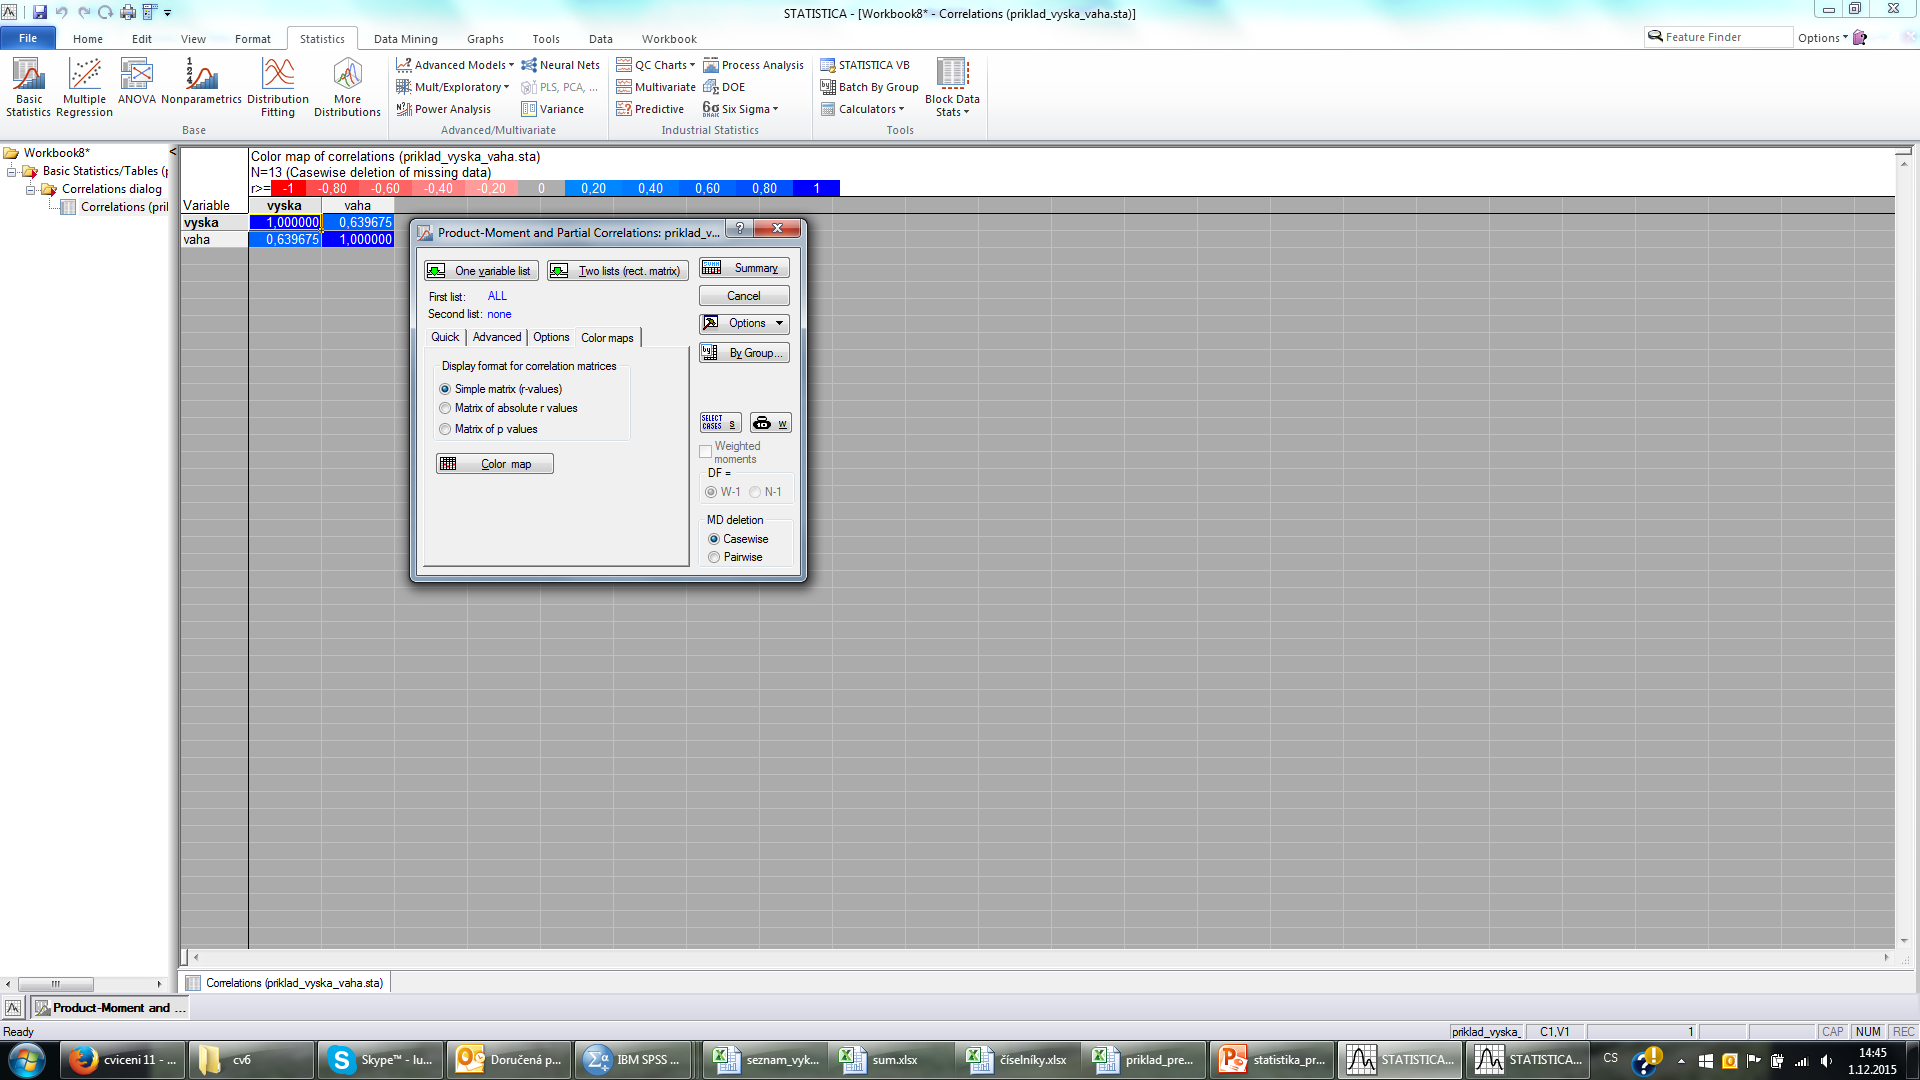 STATISTICA - [Workbook8* - Correlations (priklad_vyska_vaha.sta)]
File Home Edit View Format Statistics Data Mining Graphs Tools Data Workbook Feature Finder Options
Basic Statistics
Multiple Regression
ANOVA
Nonparametrics
Distribution Fitting
More Distributions
Base
Advanced Models
Mult/Exploratory
Power Analysis
Neural Nets
PLS, PCA, ...
Variance
Advanced/Multivariate
QC Charts
Multivariate
Predictive
Process Analysis
DOE
Six Sigma
Industrial Statistics
STATISTICA VB
Batch By Group
Calculators
Block Data Stats
Tools
Workbook8*
Basic Statistics/Tables (p
Correlations dialog
Correlations (pril
Color map of correlations (priklad_vyska_vaha.sta)
N=13 (Casewise deletion of missing data)
r>= -1 -0,80 -0,60 -0,40 -0,20 0 0,20 0,40 0,60 0,80 1
Variable vyska vaha
vyska 1,000000 0,639675
vaha 0,639675 1,000000
Product-Moment and Partial Correlations: priklad_v...
One variable list Two lists (rect. matrix) Summary
First list: ALL Cancel
Second list: none
Options
Quick Advanced Options Color maps
By Group...
Display format for correlation matrices
Simple matrix (r-values)
Matrix of absolute r values
Matrix of p values
Color map
SELECT CASES S W
Weighted moments
DF =
W-1 N-1
MD deletion
Casewise
Pairwise
Correlations (priklad_vyska_vaha.sta)
Product-Moment and ...
Ready priklad_vyska_ C1,V1 1 CAP NUM REC
cviceni 11 - ... cv6 Skype™ - lu... Doručená p... IBM SPSS ... seznam_vyk... sum.xlsx číselníky.xlsx priklad_pre... statistika_pr... STATISTICA... STATISTICA... CS 14:45
1.12.2015